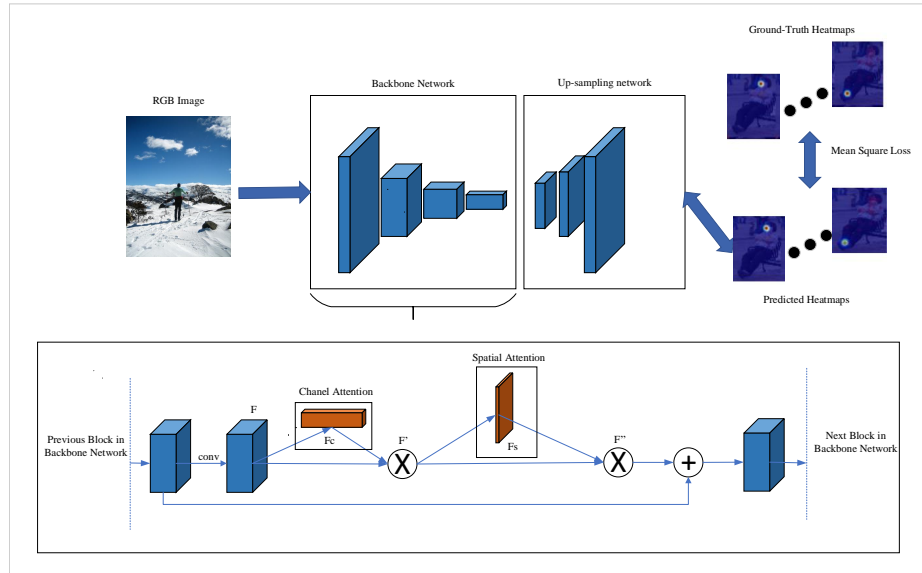 Ground-Truth Heatmaps
Backbone Network
Up-sampling network
RGB Image
Mean Square Loss
Predicted Heatmaps
Spatial Attention
Chanel Attention
F
Fc
F'
Fs
F''
Previous Block in
Backbone Network
conv
X
X
+
Next Block in
Backbone Network